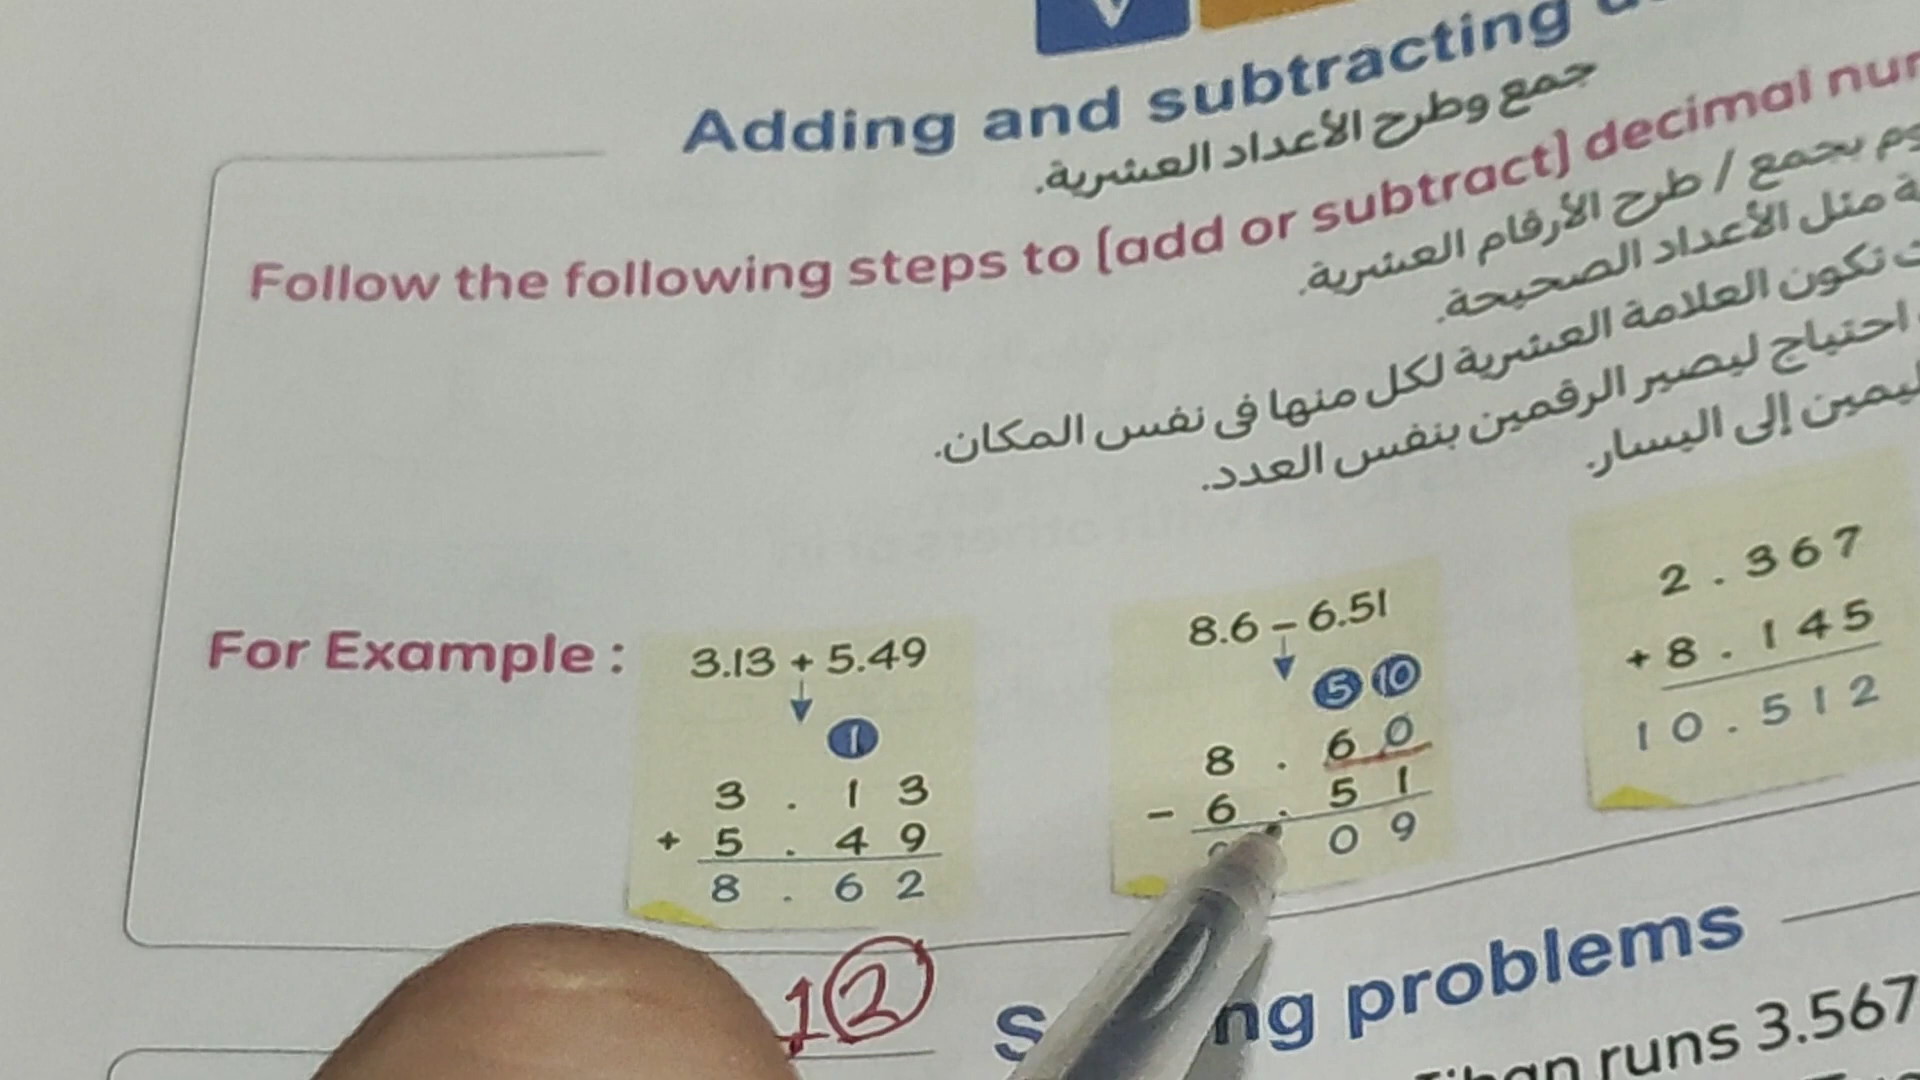 Adding and subtracting
جمع وطرح الأعداد العشرية.
Follow the following steps to (add or subtract) decimal
بجمع / طرح الأرقام العشرية.
مثل الأعداد الصحيحة.
تكون العلامة العشرية لكل منها في نفس المكان.
احتياج ليصير الرقمين بنفس العدد.
إلى اليسار.
For Example :
3.13 + 5.49
1
3 . 1 3
+ 5 . 4 9
8 . 6 2
8.6 – 6.51
5 10
8 . 6 0
– 6 . 5 1
0 9
2 . 3 6 7
+ 8 . 1 4 5
1 0 . 5 1 2
1 2
problems
runs 3.567